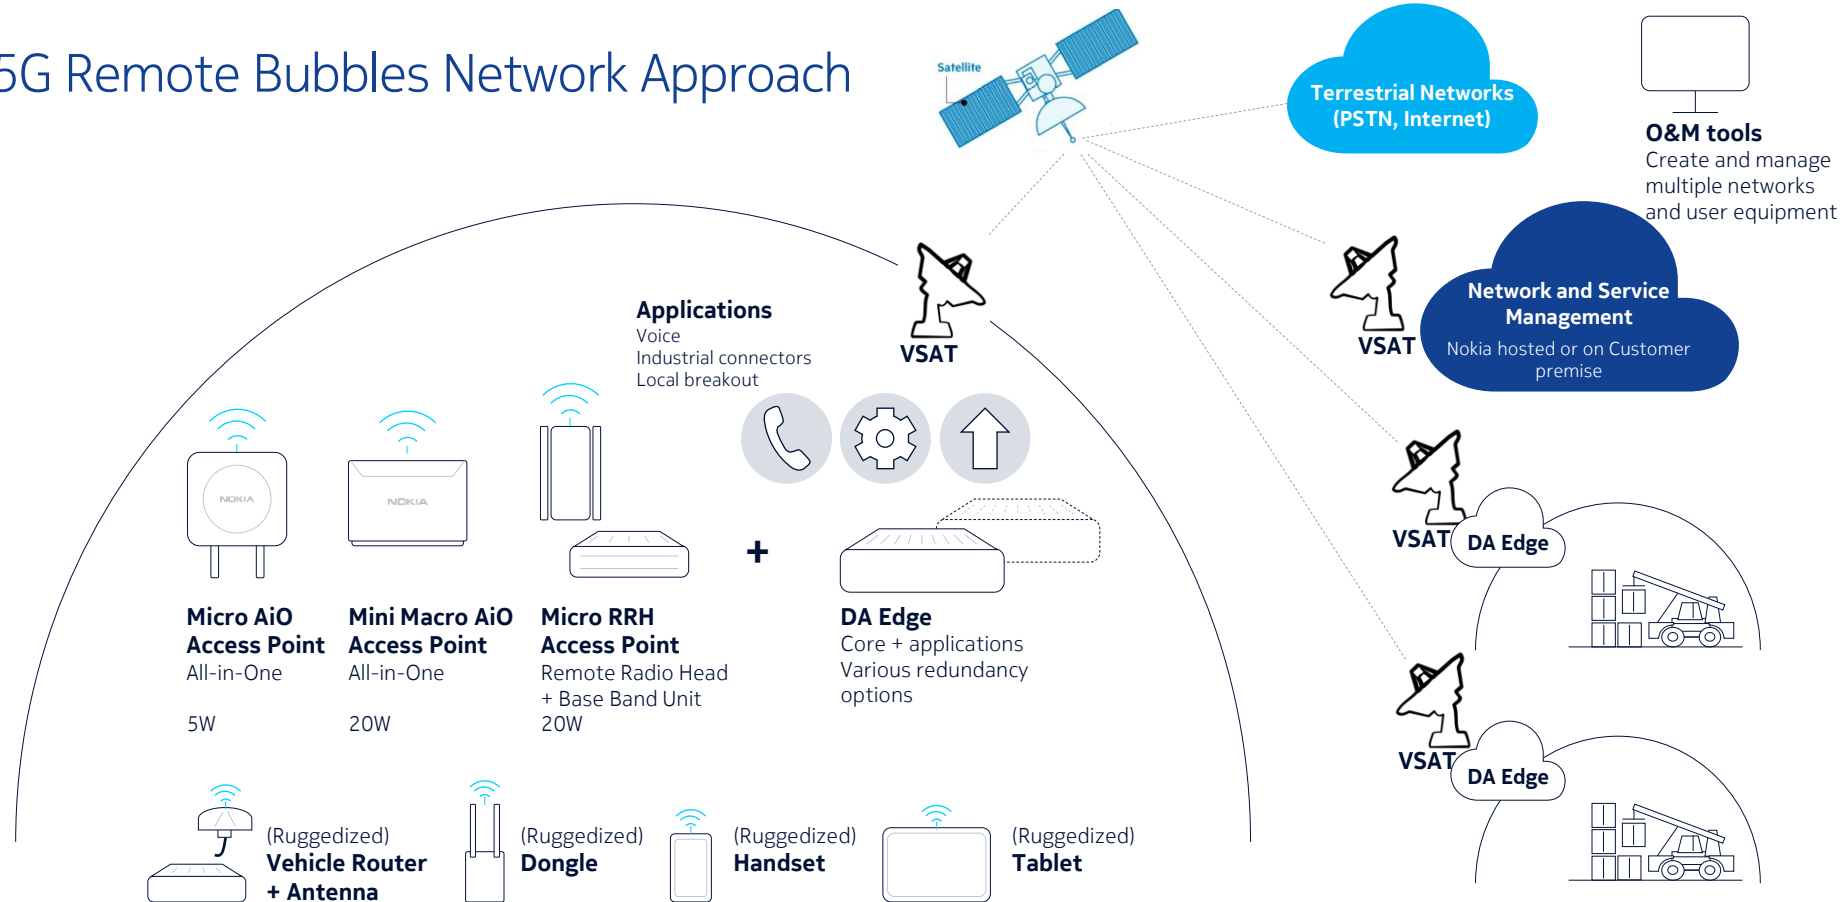 5G Remote Bubbles Network Approach
Satellite
Terrestrial Networks
(PSTN, Internet)
O&M tools
Create and manage
multiple networks
and user equipment
VSAT
VSAT
Network and Service
Management
Nokia hosted or on Customer
premise
Applications
Voice
Industrial connectors
Local breakout
NOKIA
NOKIA
Micro AiO
Access Point
All-in-One
5W
Mini Macro AiO
Access Point
All-in-One
20W
Micro RRH
Access Point
Remote Radio Head
+ Base Band Unit
20W
+
DA Edge
Core + applications
Various redundancy
options
VSAT
DA Edge
VSAT
DA Edge
(Ruggedized)
Vehicle Router
+ Antenna
(Ruggedized)
Dongle
(Ruggedized)
Handset
(Ruggedized)
Tablet